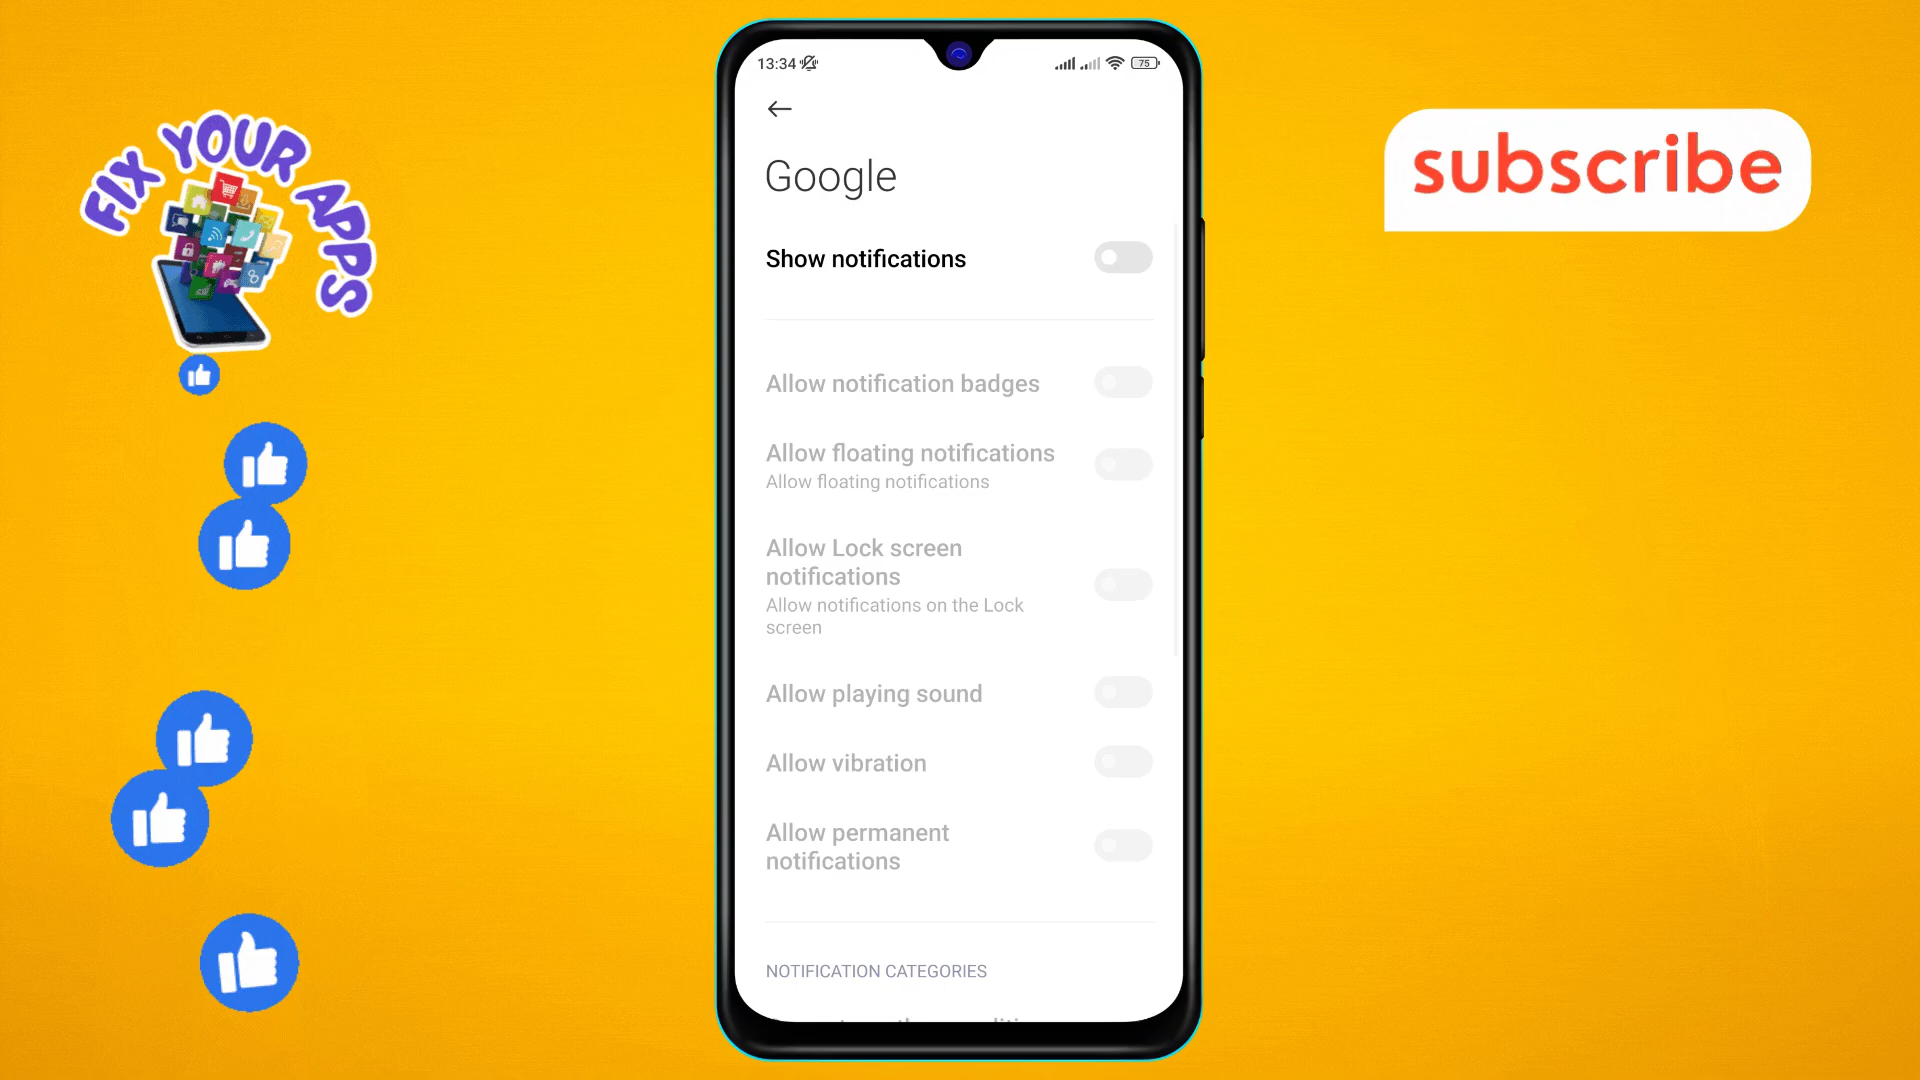 FIX YOUR APPS
subscribe
13:34
75
Google
Show notifications
Allow notification badges
Allow floating notifications
Allow floating notifications
Allow Lock screen
notifications
Allow notifications on the Lock
screen
Allow playing sound
Allow vibration
Allow permanent
notifications
NOTIFICATION CATEGORIES